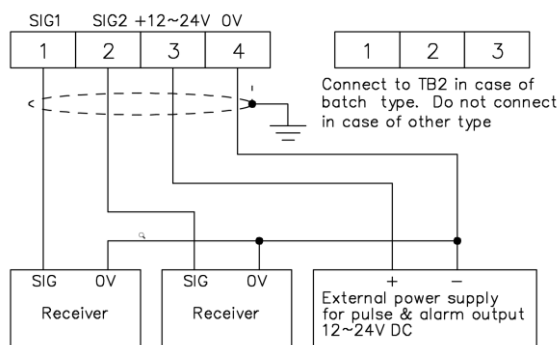 SIG1 SIG2 +12~24V 0V
1 2 3 4
1 2 3
Connect to TB2 in case of
batch type. Do not connect
in case of other type
SIG 0V
Receiver
SIG 0V
Receiver
+ −
External power supply
for pulse & alarm output
12~24V DC